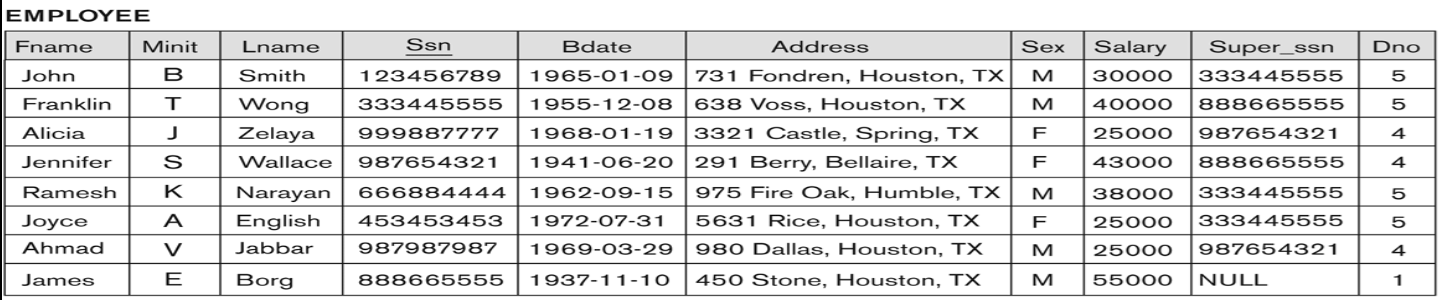 EMPLOYEE
Fname Minit Lname Ssn Bdate Address Sex Salary Super_ssn Dno
John B Smith 123456789 1965-01-09 731 Fondren, Houston, TX M 30000 333445555 5
Franklin T Wong 333445555 1955-12-08 638 Voss, Houston, TX M 40000 888665555 5
Alicia J Zelaya 999887777 1968-01-19 3321 Castle, Spring, TX F 25000 987654321 4
Jennifer S Wallace 987654321 1941-06-20 291 Berry, Bellaire, TX F 43000 888665555 4
Ramesh K Narayan 666884444 1962-09-15 975 Fire Oak, Humble, TX M 38000 333445555 5
Joyce A English 453453453 1972-07-31 5631 Rice, Houston, TX F 25000 333445555 5
Ahmad V Jabbar 987987987 1969-03-29 980 Dallas, Houston, TX M 25000 987654321 4
James E Borg 888665555 1937-11-10 450 Stone, Houston, TX M 55000 NULL 1